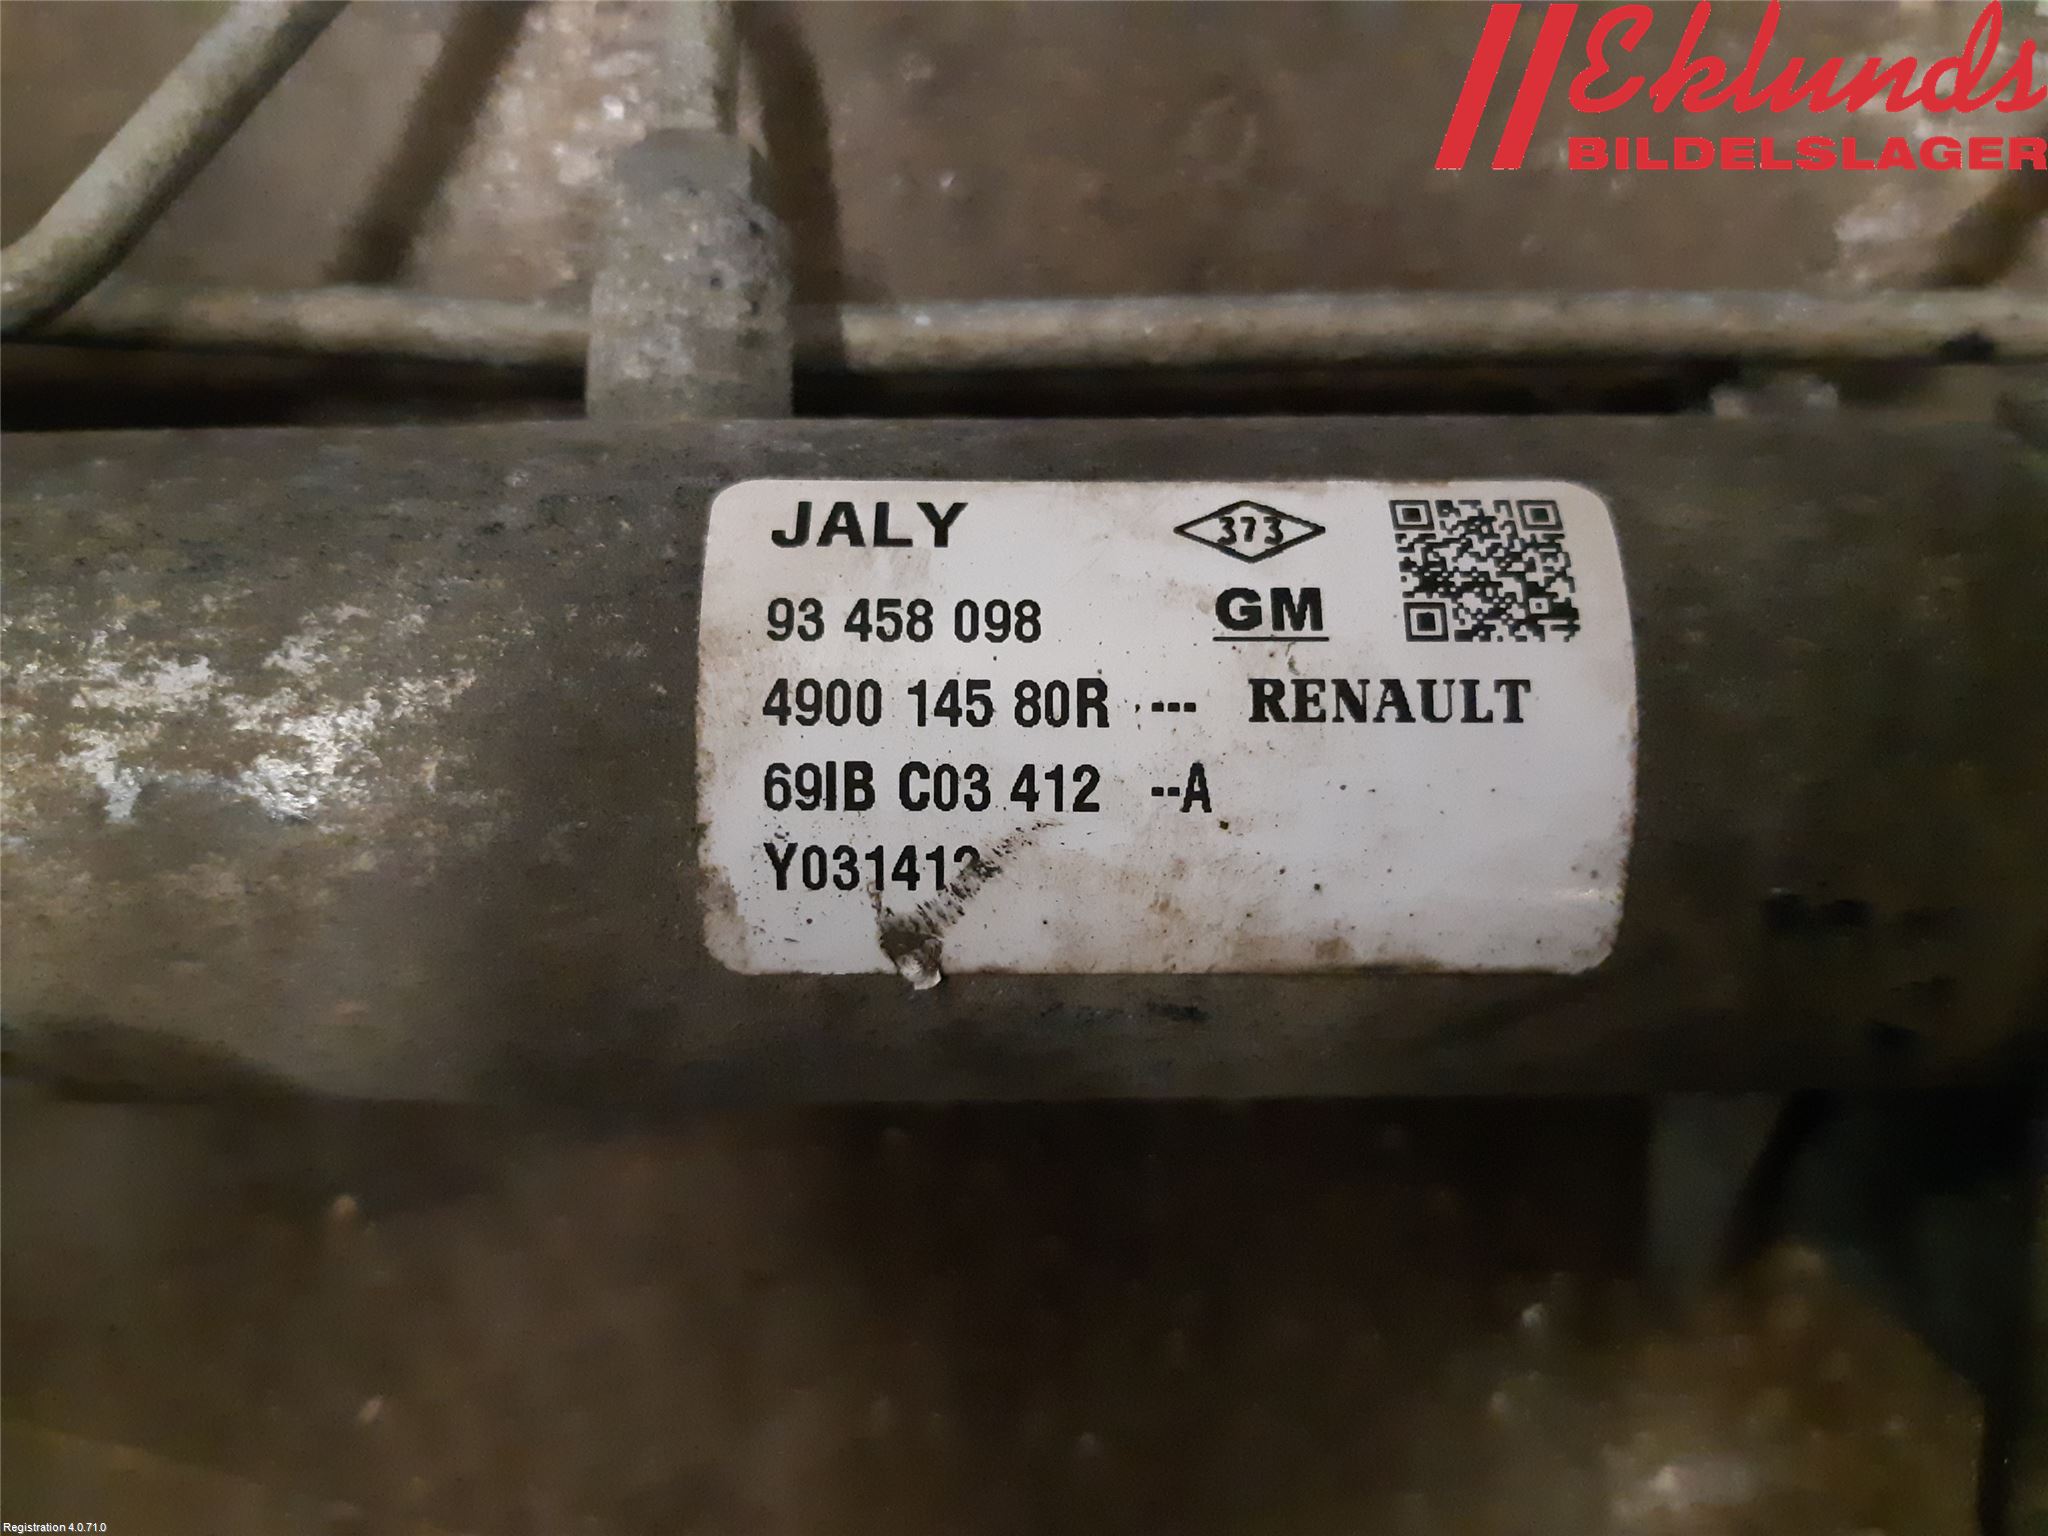 Eklunds
BILDELSLAGER
JALY
373
93 458 098
GM
4900 145 80R --- RENAULT
69IB C03 412 --A
Registration 4.0.71.0